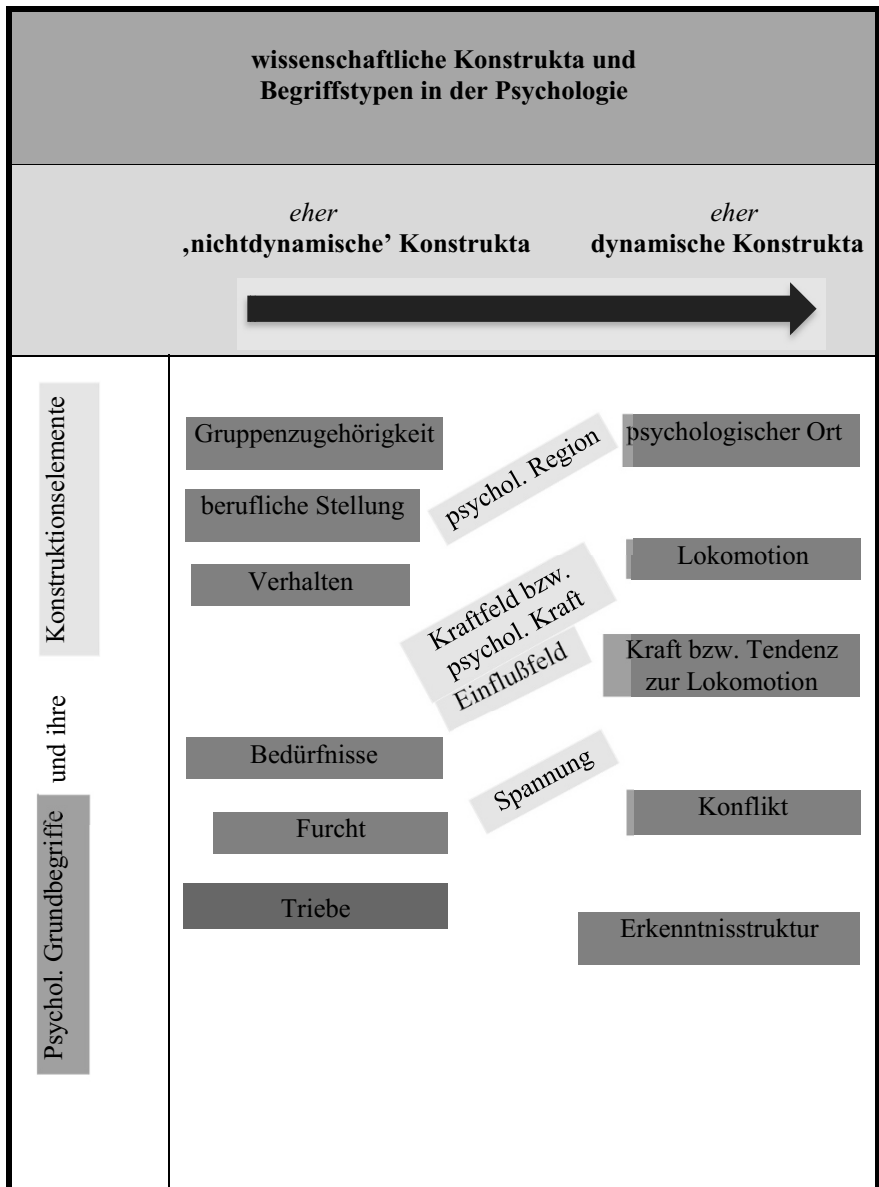 wissenschaftliche Konstrukta und
Begriffstypen in der Psychologie
eher
‚nichtdynamische’ Konstrukta
eher
dynamische Konstrukta
Psychol. Grundbegriffe und ihre Konstruktionselemente
Gruppenzugehörigkeit
berufliche Stellung
Verhalten
Bedürfnisse
Furcht
Triebe
psychol. Region
Kraftfeld bzw.
psychol. Kraft
Einflußfeld
Spannung
psychologischer Ort
Lokomotion
Kraft bzw. Tendenz
zur Lokomotion
Konflikt
Erkenntnisstruktur